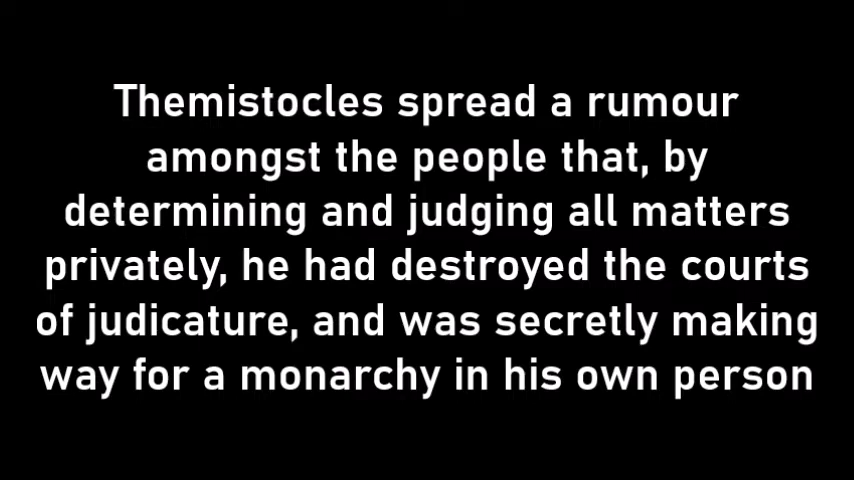 Themistocles spread a rumour
amongst the people that, by
determining and judging all matters
privately, he had destroyed the courts
of judicature, and was secretly making
way for a monarchy in his own person